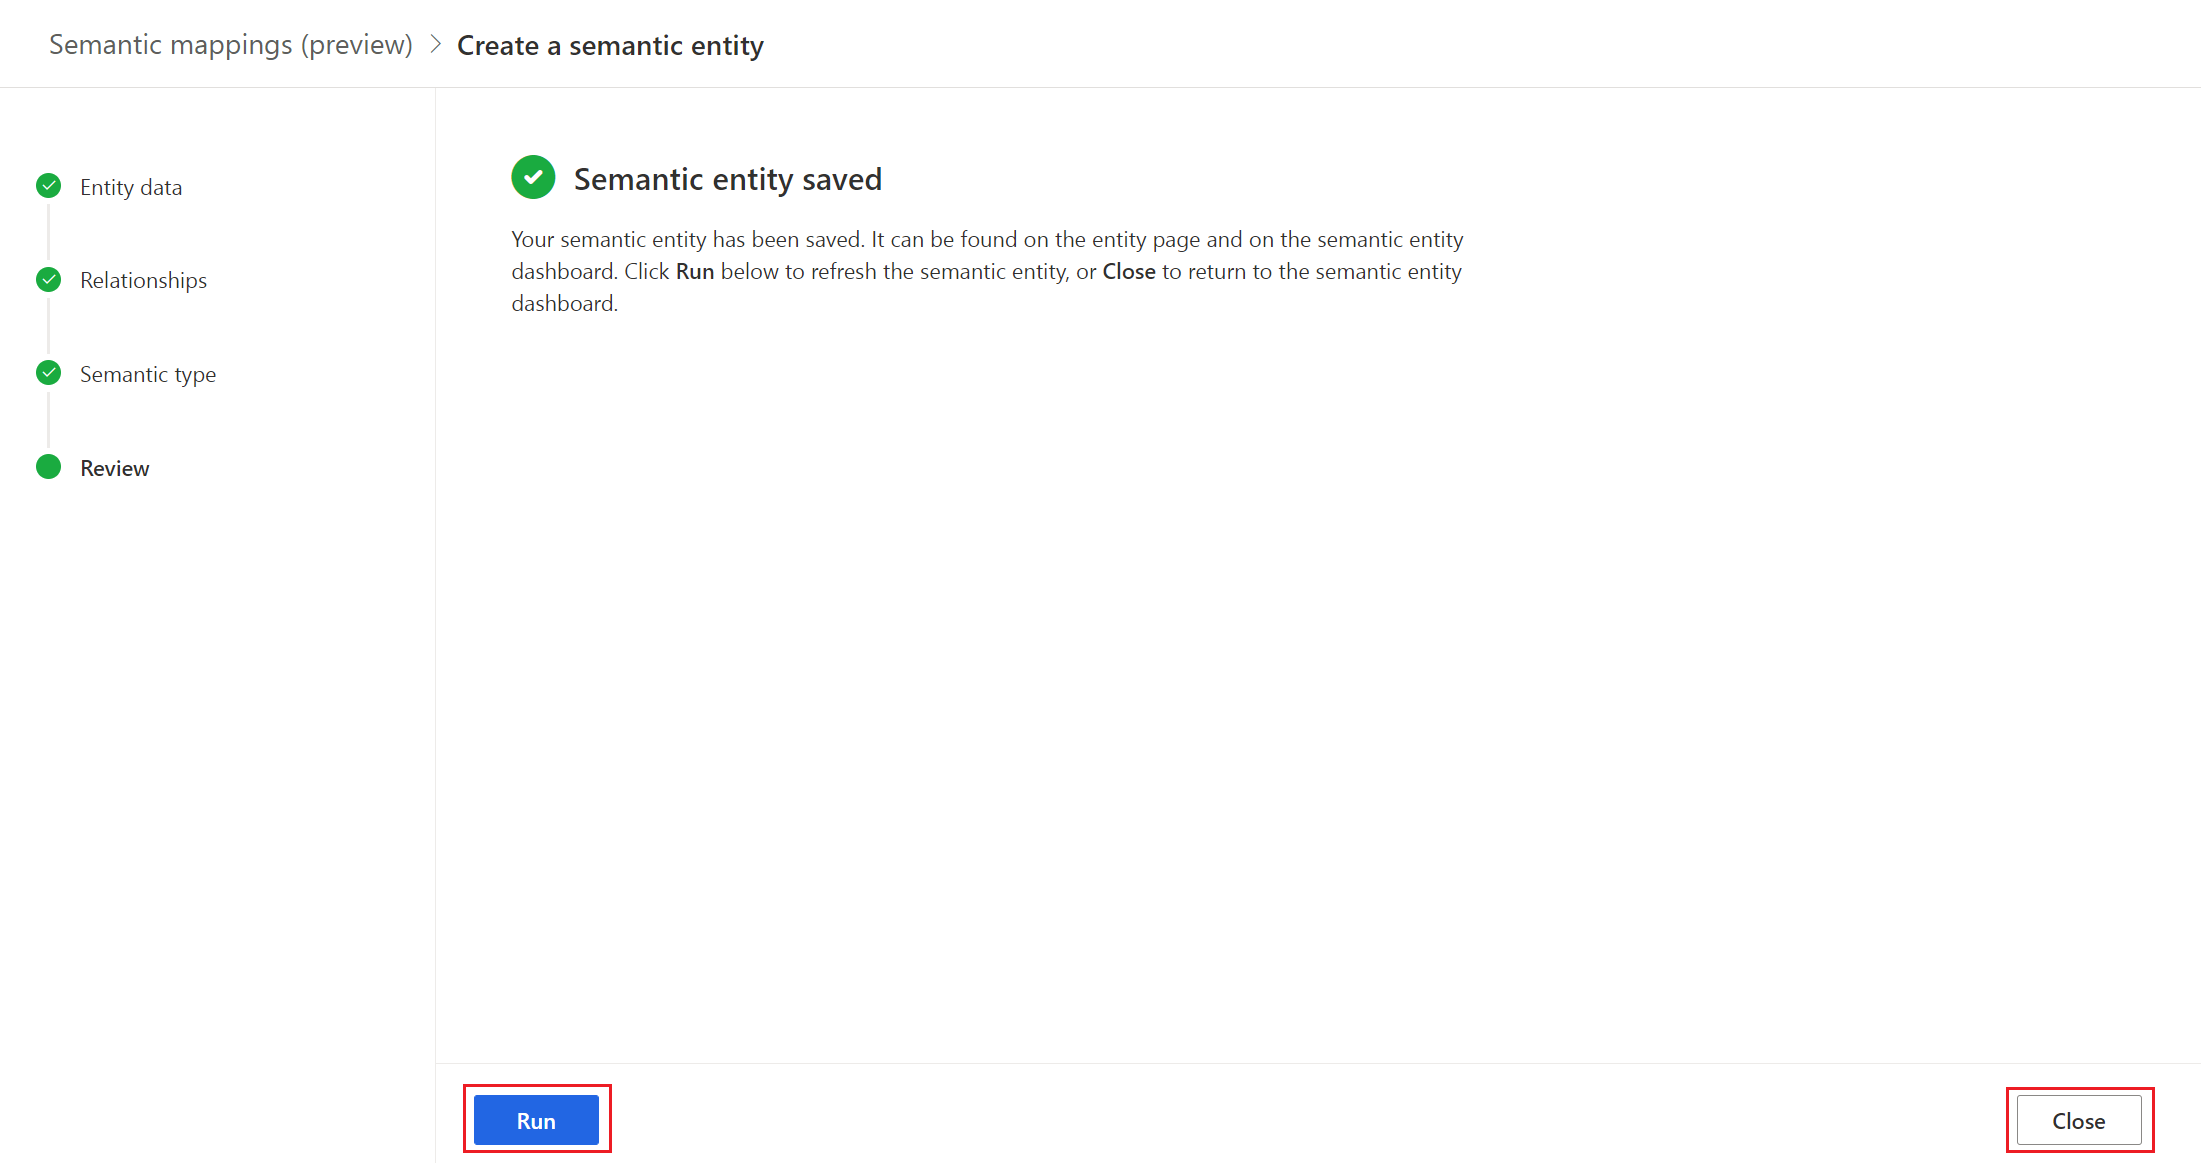 Semantic mappings (preview) > Create a semantic entity
Entity data
Relationships
Semantic type
Review
Semantic entity saved
Your semantic entity has been saved. It can be found on the entity page and on the semantic entity
dashboard. Click Run below to refresh the semantic entity, or Close to return to the semantic entity
dashboard.
Run
Close